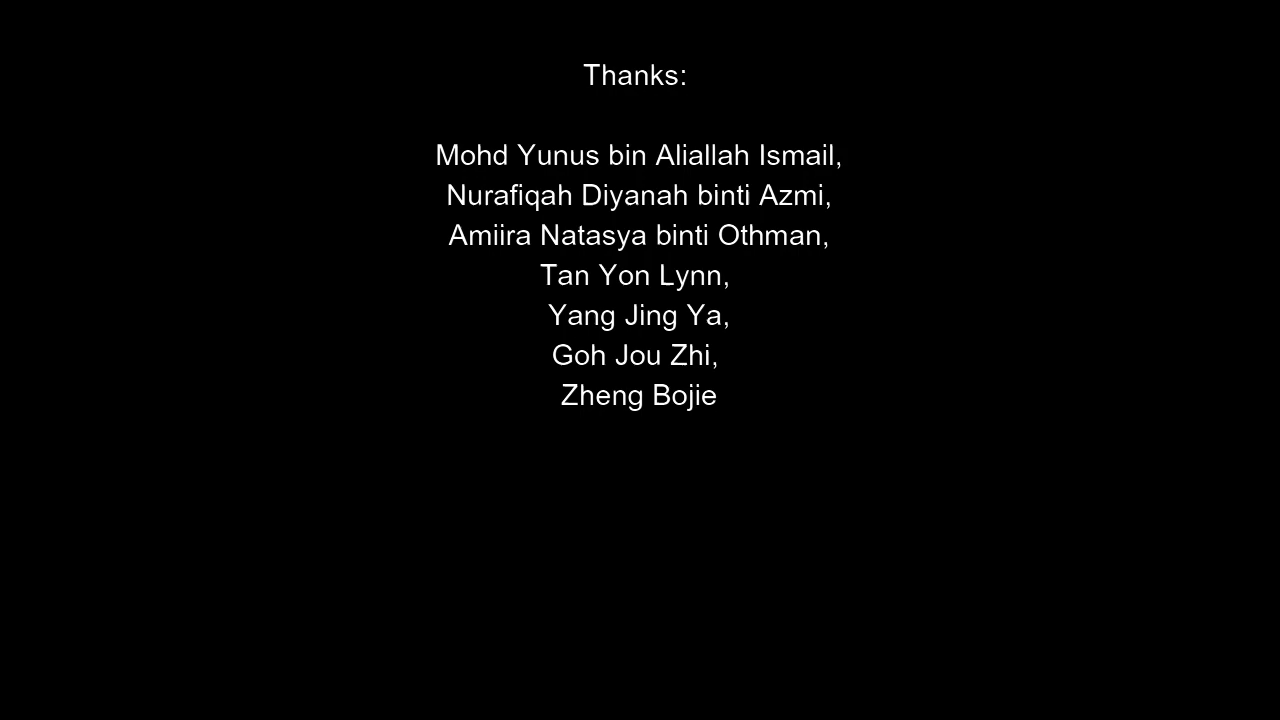 Thanks:
Mohd Yunus bin Aliallah Ismail,
Nurafiqah Diyanah binti Azmi,
Amiira Natasya binti Othman,
Tan Yon Lynn,
Yang Jing Ya,
Goh Jou Zhi,
Zheng Bojie